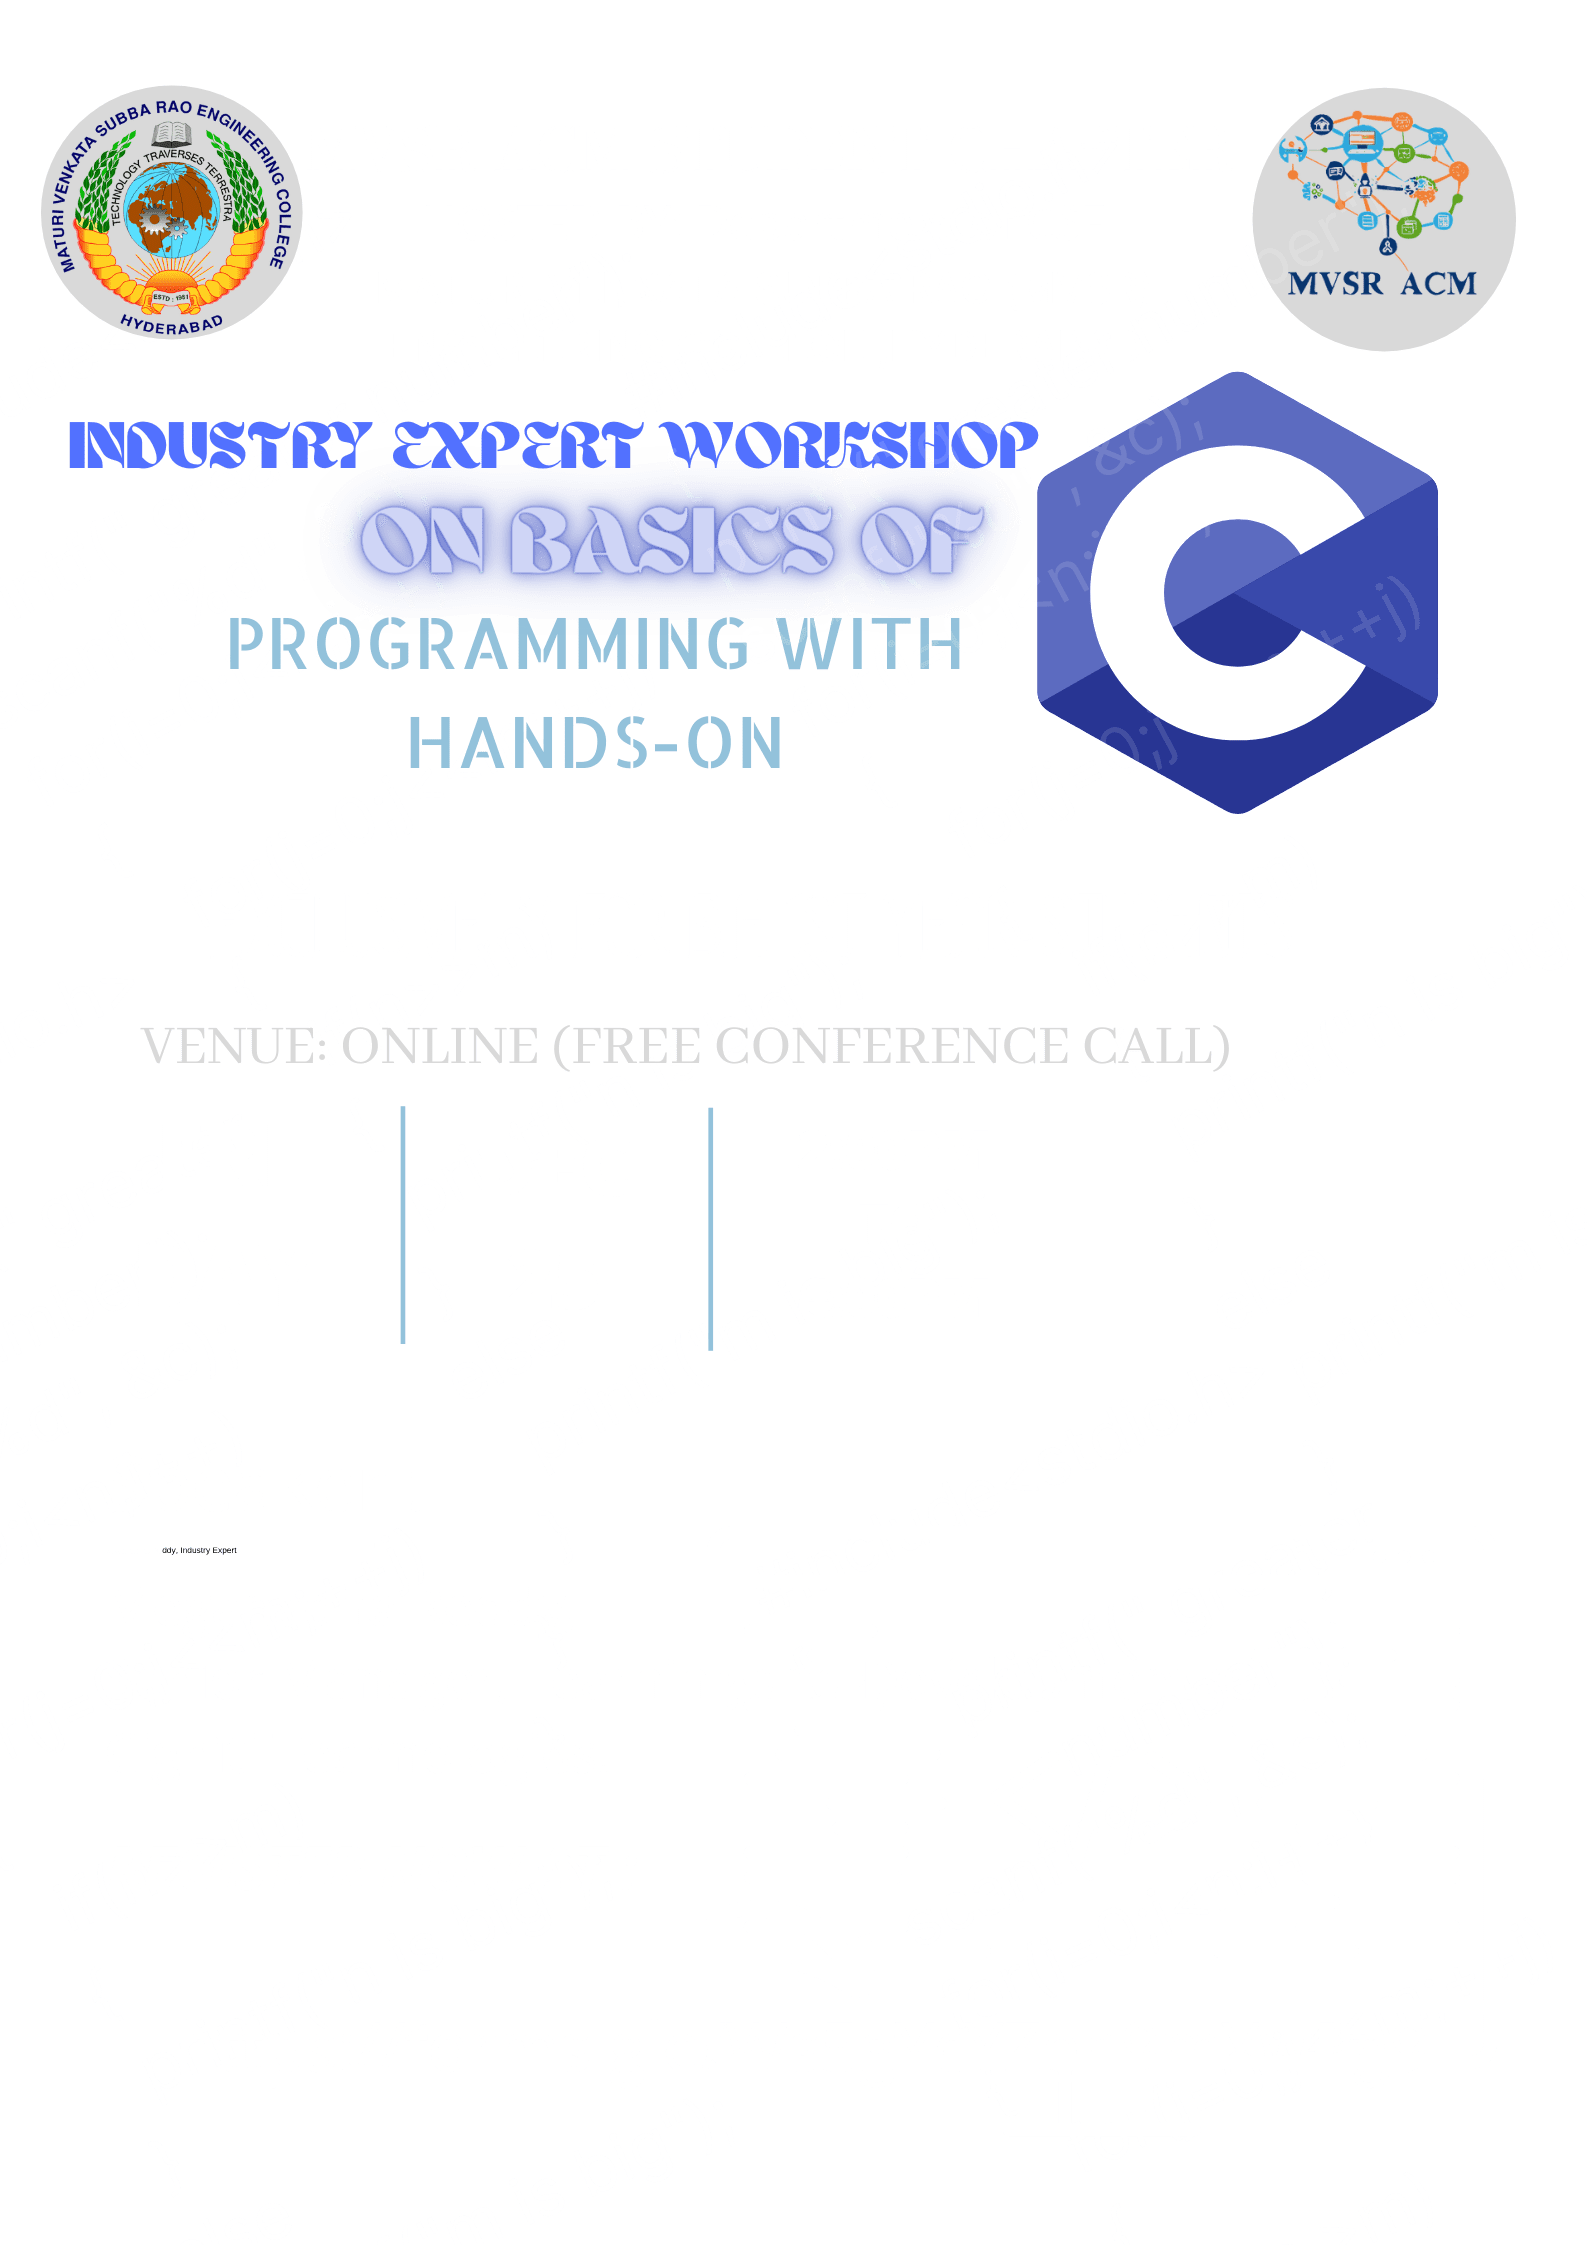 MATURI VENKATA SUBBA RAO ENGINEERING COLLEGE
TECHNOLOGY TRAVERSES TERRESTRA
ESTD : 1981
HYDERABAD
MVSR ACM
INDUSTRY EXPERT WORKSHOP
ON BASICS OF
C
PROGRAMMING WITH
HANDS-ON
, &c);
++j)
0;j
VENUE: ONLINE (FREE CONFERENCE CALL)
ddy, Industry Expert